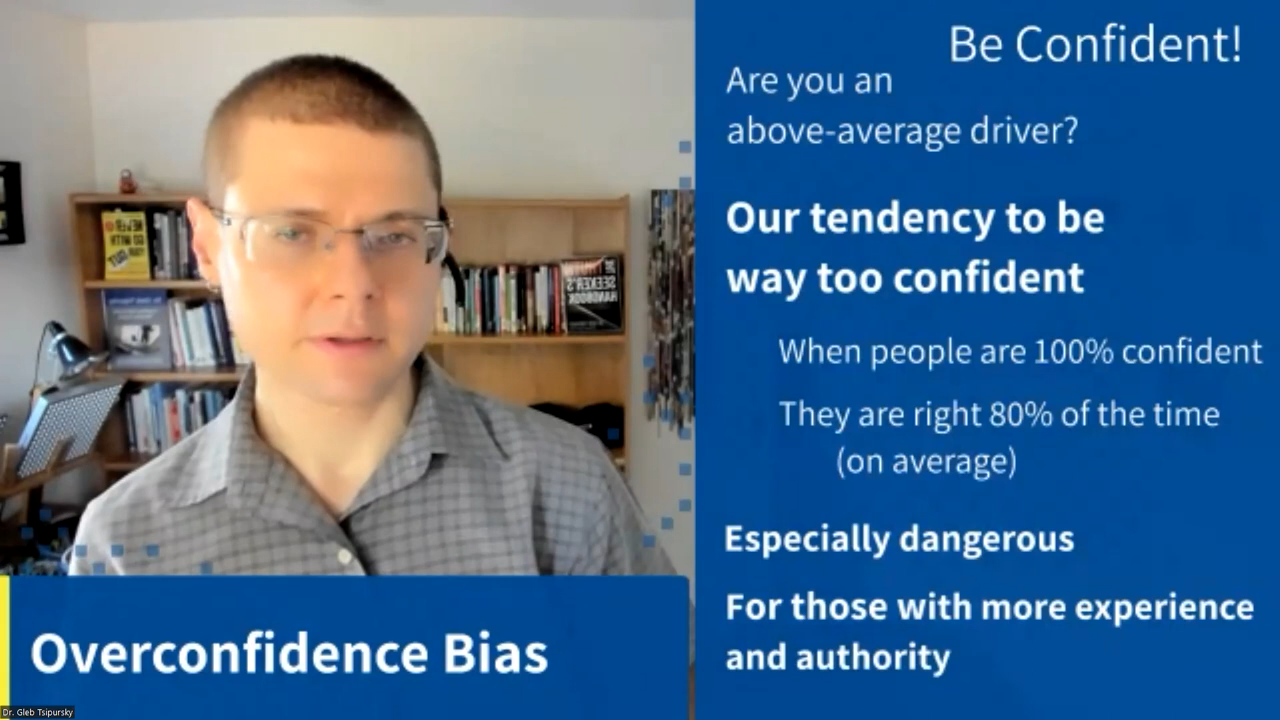 Be Confident!
Are you an
above-average driver?
Our tendency to be
way too confident
When people are 100% confident
They are right 80% of the time
(on average)
Especially dangerous
For those with more experience
and authority
Overconfidence Bias
Dr. Gleb Tsipursky
SEEKER'S
HANDBOOK